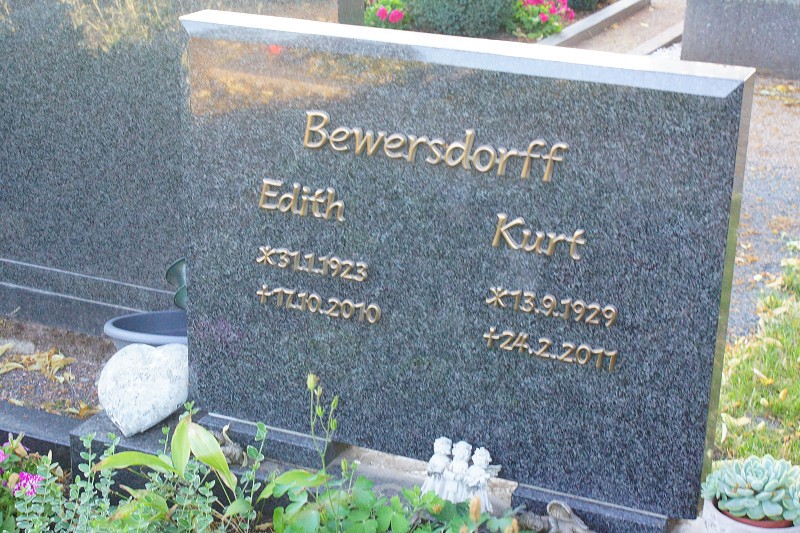 Bewersdorff
Edith
*31.1.1923
†17.10.2010
Kurt
*13.9.1929
†24.2.2011